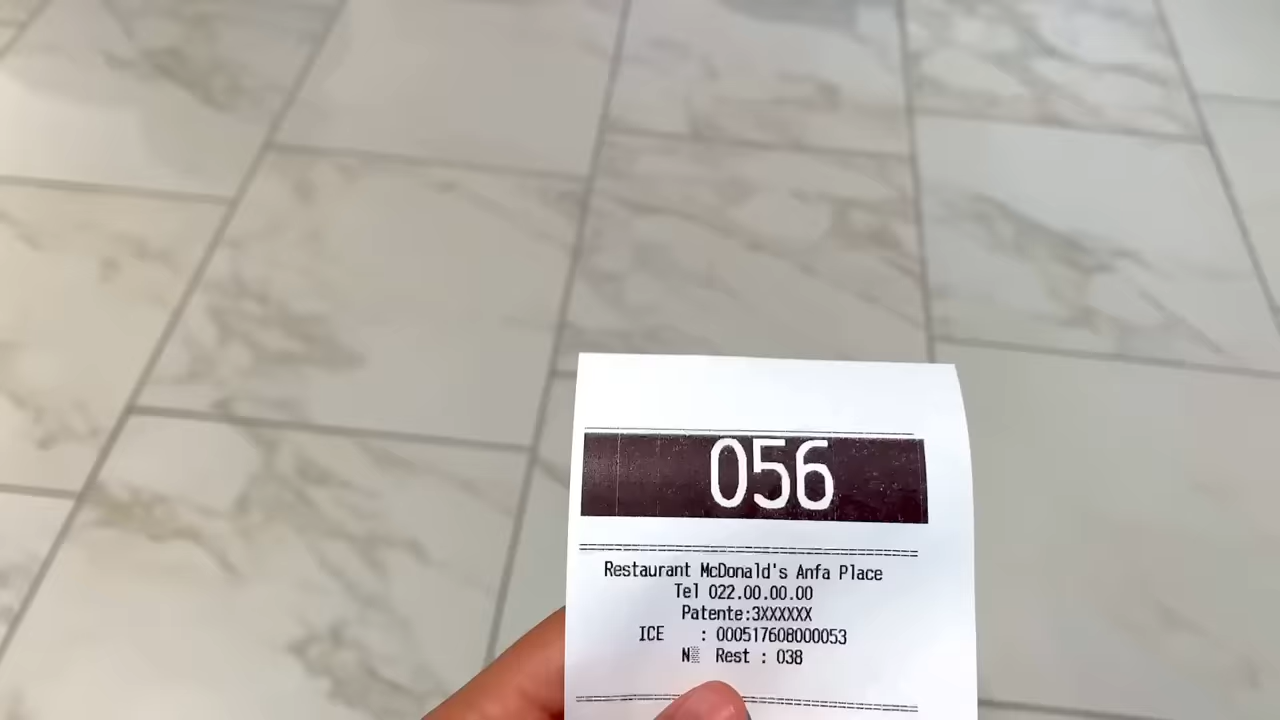 056
Restaurant McDonald's Anfa Place
Tel 022.00.00.00
Patente:3XXXXXX
ICE : 000517608000053
N▒ Rest : 038